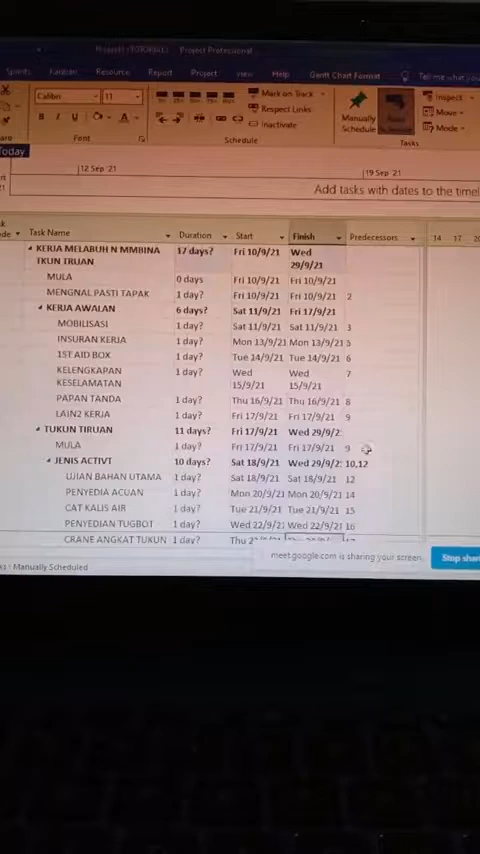 Project Professional
Report Project View Help Gantt Chart Format Tell me what you
Calibri 11 Mark on Track Inspect
Respect Links Manually Schedule Move
B I U A Inactivate Mode
Font Schedule Tasks
Today
12 Sep '21 19 Sep '21
Add tasks with dates to the timel
Task Name Duration Start Finish Predecessors 14 17 20
KERJA MELABUH N MMBINA TKUN TRUAN 17 days? Fri 10/9/21 Wed 29/9/21
MULA 0 days Fri 10/9/21 Fri 10/9/21
MENGNAL PASTI TAPAK 1 day? Fri 10/9/21 Fri 10/9/21 2
KERJA AWALAN 6 days? Sat 11/9/21 Fri 17/9/21
MOBILISASI 1 day? Sat 11/9/21 Sat 11/9/21 3
INSURAN KERJA 1 day? Mon 13/9/21 Mon 13/9/21 5
1ST AID BOX 1 day? Tue 14/9/21 Tue 14/9/21 6
KELENGKAPAN KESELAMATAN 1 day? Wed 15/9/21 Wed 15/9/21 7
PAPAN TANDA 1 day? Thu 16/9/21 Thu 16/9/21 8
LAIN2 KERJA 1 day? Fri 17/9/21 Fri 17/9/21 9
TUKUN TIRUAN 11 days? Fri 17/9/21 Wed 29/9/2
MULA 1 day? Fri 17/9/21 Fri 17/9/21 9
JENIS ACTIVT 10 days? Sat 18/9/21 Wed 29/9/2 10,12
UJIAN BAHAN UTAMA 1 day? Sat 18/9/21 Sat 18/9/21 12
PENYEDIA ACUAN 1 day? Mon 20/9/21 Mon 20/9/21 14
CAT KALIS AIR 1 day? Tue 21/9/21 Tue 21/9/21 15
PENYEDIAN TUGBOT 1 day? Wed 22/9/21 Wed 22/9/21 16
CRANE ANGKAT TUKUN 1 day? Thu
meet.google.com is sharing your screen.
Stop shar
: Manually Scheduled